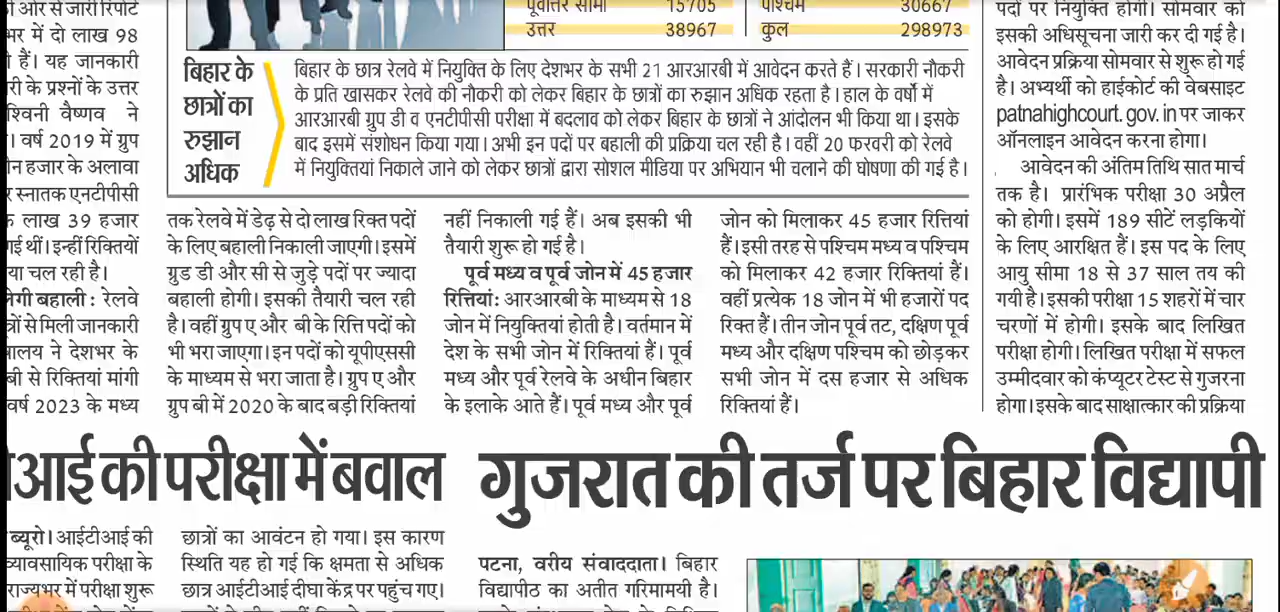 पूर्वोत्तर सीमा 15705
पश्चिम 30667
उत्तर 38967
कुल 298973
बिहार के
छात्रों का
रुझान
अधिक
बिहार के छात्र रेलवे में नियुक्ति के लिए देशभर के सभी 21 आरआरबी में आवेदन करते हैं। सरकारी नौकरी
के प्रति खासकर रेलवे की नौकरी को लेकर बिहार के छात्रों का रुझान अधिक रहता है। हाल के वर्षो में
आरआरबी ग्रुप डी व एनटीपीसी परीक्षा में बदलाव को लेकर बिहार के छात्रों ने आंदोलन भी किया था। इसके
बाद इसमें संशोधन किया गया। अभी इन पदों पर बहाली की प्रक्रिया चल रही है। वहीं 20 फरवरी को रेलवे
में नियुक्तियां निकाले जाने को लेकर छात्रों द्वारा सोशल मीडिया पर अभियान भी चलाने की घोषणा की गई है।
ओर से जारी रिपोर्ट
भर में दो लाख 98
हैं। यह जानकारी
री के प्रश्नों के उत्तर
श्विनी वैष्णव ने
। वर्ष 2019 में ग्रुप
न हजार के अलावा
स्नातक एनटीपीसी
लाख 39 हजार
गई थीं। इन्हीं रिक्तियों
या चल रही है।
लेगी बहाली : रेलवे
त्रों से मिली जानकारी
ालय ने देशभर के
बी से रिक्तियां मांगी
वर्ष 2023 के मध्य
तक रेलवे में डेढ़ से दो लाख रिक्त पदों
के लिए बहाली निकाली जाएगी। इसमें
ग्रुड डी और सी से जुड़े पदों पर ज्यादा
बहाली होगी। इसकी तैयारी चल रही
है। वहीं ग्रुप ए और बी के रित्ति पदों को
भी भरा जाएगा। इन पदों को यूपीएससी
के माध्यम से भरा जाता है। ग्रुप ए और
ग्रुप बी में 2020 के बाद बड़ी रिक्तियां
नहीं निकाली गई हैं। अब इसकी भी
तैयारी शुरू हो गई है।
पूर्व मध्य व पूर्व जोन में 45 हजार
रित्तियां: आरआरबी के माध्यम से 18
जोन में नियुक्तियां होती है। वर्तमान में
देश के सभी जोन में रिक्तियां हैं। पूर्व
मध्य और पूर्व रेलवे के अधीन बिहार
के इलाके आते हैं। पूर्व मध्य और पूर्व
जोन को मिलाकर 45 हजार रित्तियां
हैं। इसी तरह से पश्चिम मध्य व पश्चिम
को मिलाकर 42 हजार रिक्तियां हैं।
वहीं प्रत्येक 18 जोन में भी हजारों पद
रिक्त हैं। तीन जोन पूर्व तट, दक्षिण पूर्व
मध्य और दक्षिण पश्चिम को छोड़कर
सभी जोन में दस हजार से अधिक
रिक्तियां हैं।
पदों पर नियुक्ति होगी। सोमवार को
इसकी अधिसूचना जारी कर दी गई है।
आवेदन प्रक्रिया सोमवार से शुरू हो गई
है। अभ्यर्थी को हाईकोर्ट की वेबसाइट
patnahighcourt. gov. in पर जाकर
ऑनलाइन आवेदन करना होगा।
आवेदन की अंतिम तिथि सात मार्च
तक है। प्रारंभिक परीक्षा 30 अप्रैल
को होगी। इसमें 189 सीटें लड़कियों
के लिए आरक्षित हैं। इस पद के लिए
आयु सीमा 18 से 37 साल तय की
गयी है। इसकी परीक्षा 15 शहरों में चार
चरणों में होगी। इसके बाद लिखित
परीक्षा होगी। लिखित परीक्षा में सफल
उम्मीदवार को कंप्यूटर टेस्ट से गुजरना
होगा। इसके बाद साक्षात्कार की प्रक्रिया
आई की परीक्षा में बवाल
ब्यूरो। आईटीआई की
व्यावसायिक परीक्षा के
राज्यभर में परीक्षा शुरू
छात्रों का आवंटन हो गया। इस कारण
स्थिति यह हो गई कि क्षमता से अधिक
छात्र आईटीआई दीघा केंद्र पर पहुंच गए।
गुजरात की तर्ज पर बिहार विद्यापी
पटना, वरीय संवाददाता। बिहार
विद्यापीठ का अतीत गरिमामयी है।